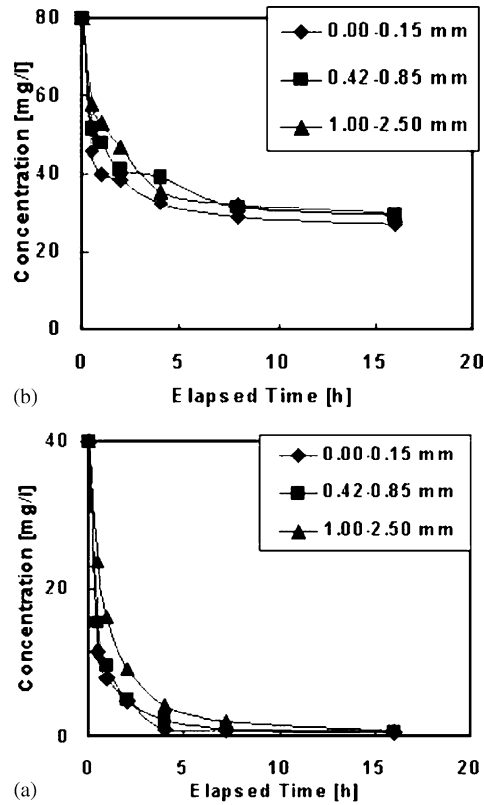 80
60
40
20
0
Concentration [mg/l]
0.00-0.15 mm
0.42-0.85 mm
1.00-2.50 mm
0 5 10 15 20
(b) Elapsed Time [h]
40
20
0
Concentration [mg/l]
0.00-0.15 mm
0.42-0.85 mm
1.00-2.50 mm
0 5 10 15 20
(a) Elapsed Time [h]